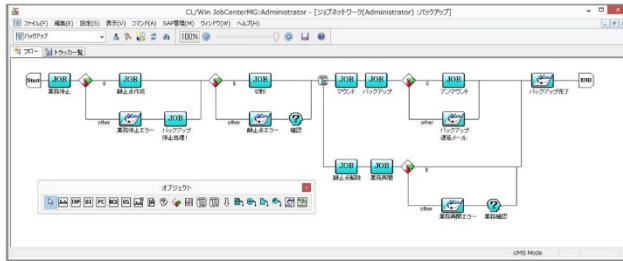 CL/Win JobCenterMG:Administrator - [ジョブネットワーク(Administrator) :バックアップ]
ファイル(F) 編集(E) 設定(S) 表示(V) コマンド(A) SAP管理(M) ウィンドウ(W) ヘルプ(H)
バックアップ 100%
フロー トラッカ一覧
Start
JOB
業務停止
0
JOB
静止点作成
other
業務停止エラー
JOB
バックアップ
停止処理!
0
JOB
切断
other
静止点エラー
確認
JOB
マウント
JOB
バックアップ
0
JOB
アンマウント
other
バックアップ
遅延メール
バックアップ完了
END
JOB
静止点解除
JOB
業務再開
0
other
業務再開エラー
業務確認
オブジェクト
UMS Mode